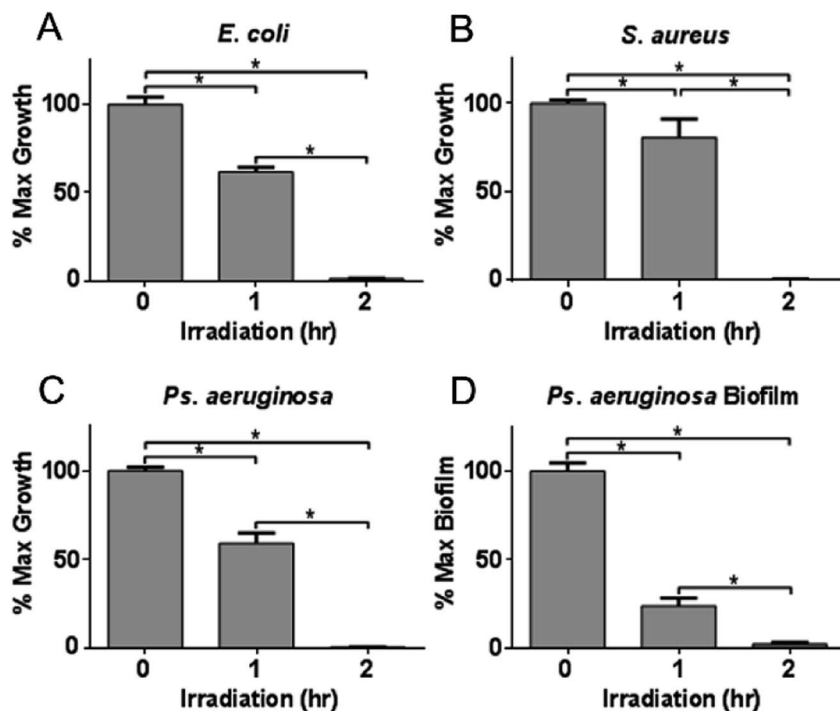 A
E. coli
% Max Growth
100
50
0
* * *
0 1 2
Irradiation (hr)
B
S. aureus
% Max Growth
100
50
0
* * *
0 1 2
Irradiation (hr)
C
Ps. aeruginosa
% Max Growth
100
50
0
* * *
0 1 2
Irradiation (hr)
D
Ps. aeruginosa Biofilm
% Max Biofilm
100
50
0
* * *
0 1 2
Irradiation (hr)